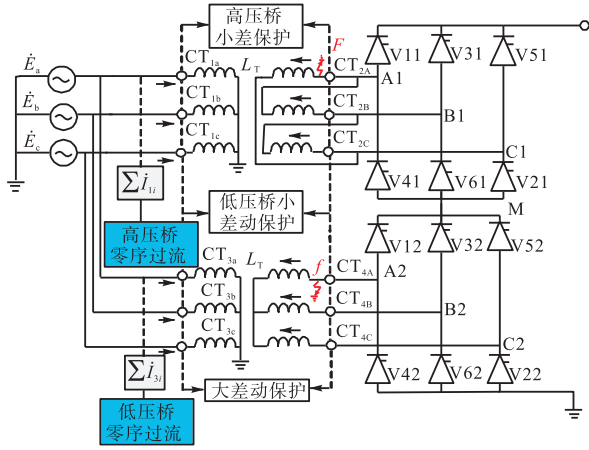 高压桥
小差保护
F
Ėa
Ėb
Ėc
CT1a
CT1b
CT1c
LT
CT2A
CT2B
CT2C
A1
B1
C1
V11
V31
V51
V41
V61
V21
M
∑İ1i
高压桥
零序过流
低压桥小
差动保护
CT3a
CT3b
CT3c
LT
f
CT4A
CT4B
CT4C
A2
B2
C2
V12
V32
V52
V42
V62
V22
∑İ3i
低压桥
零序过流
大差动保护